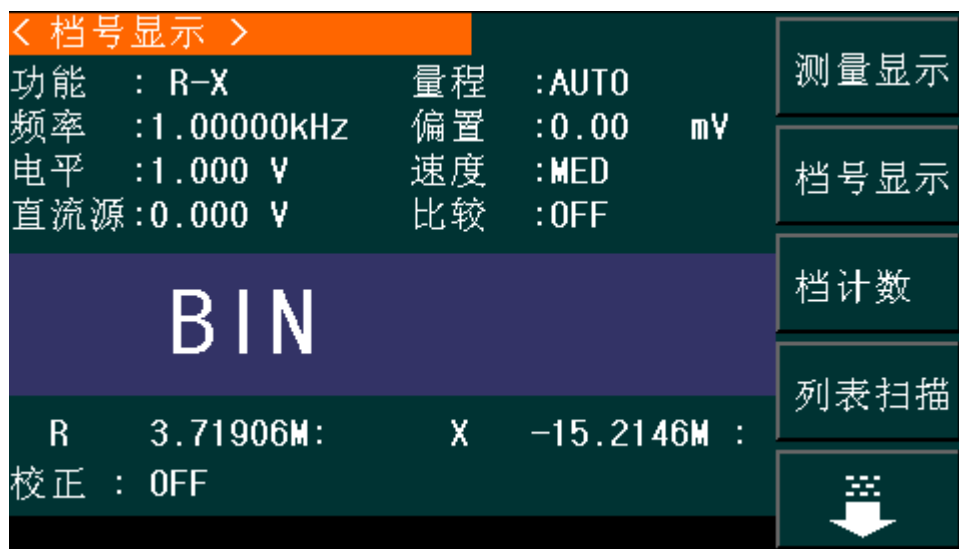 < 档号显示 >
功能 : R-X 量程 :AUTO
频率 :1.00000kHz 偏置 :0.00 mV
电平 :1.000 V 速度 :MED
直流源:0.000 V 比较 :OFF
BIN
R 3.71906M: X -15.2146M :
校正 : OFF
测量显示
档号显示
档计数
列表扫描